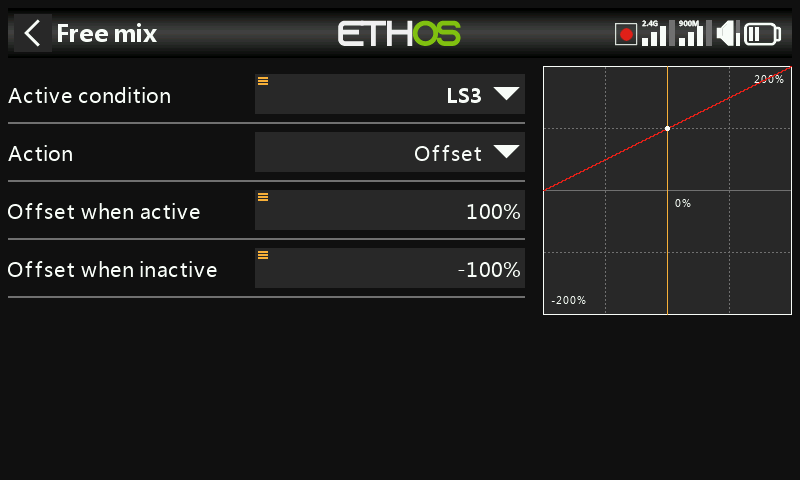 Free mix
ETHOS
2.4G
900M
Active condition
LS3
Action
Offset
Offset when active
100%
Offset when inactive
-100%
200%
0%
-200%